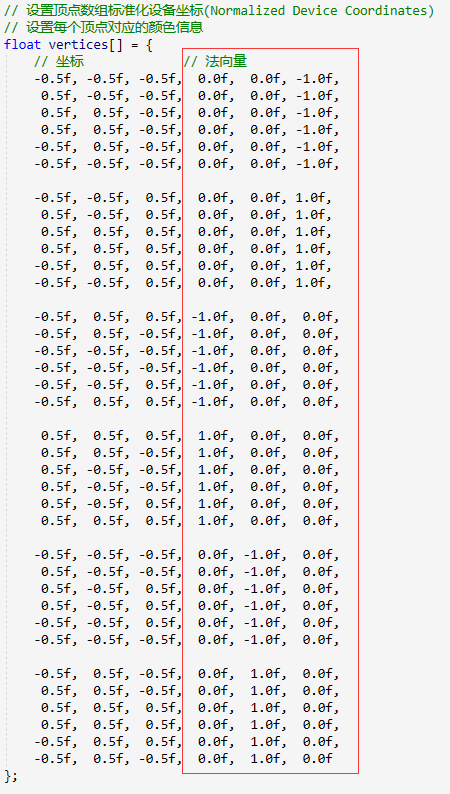 // 设置顶点数组标准化设备坐标(Normalized Device Coordinates)
// 设置每个顶点对应的颜色信息
float vertices[] = {
// 坐标 // 法向量
-0.5f, -0.5f, -0.5f, 0.0f, 0.0f, -1.0f,
0.5f, -0.5f, -0.5f, 0.0f, 0.0f, -1.0f,
0.5f, 0.5f, -0.5f, 0.0f, 0.0f, -1.0f,
0.5f, 0.5f, -0.5f, 0.0f, 0.0f, -1.0f,
-0.5f, 0.5f, -0.5f, 0.0f, 0.0f, -1.0f,
-0.5f, -0.5f, -0.5f, 0.0f, 0.0f, -1.0f,
-0.5f, -0.5f, 0.5f, 0.0f, 0.0f, 1.0f,
0.5f, -0.5f, 0.5f, 0.0f, 0.0f, 1.0f,
0.5f, 0.5f, 0.5f, 0.0f, 0.0f, 1.0f,
0.5f, 0.5f, 0.5f, 0.0f, 0.0f, 1.0f,
-0.5f, 0.5f, 0.5f, 0.0f, 0.0f, 1.0f,
-0.5f, -0.5f, 0.5f, 0.0f, 0.0f, 1.0f,
-0.5f, 0.5f, 0.5f, -1.0f, 0.0f, 0.0f,
-0.5f, 0.5f, -0.5f, -1.0f, 0.0f, 0.0f,
-0.5f, -0.5f, -0.5f, -1.0f, 0.0f, 0.0f,
-0.5f, -0.5f, -0.5f, -1.0f, 0.0f, 0.0f,
-0.5f, -0.5f, 0.5f, -1.0f, 0.0f, 0.0f,
-0.5f, 0.5f, 0.5f, -1.0f, 0.0f, 0.0f,
0.5f, 0.5f, 0.5f, 1.0f, 0.0f, 0.0f,
0.5f, 0.5f, -0.5f, 1.0f, 0.0f, 0.0f,
0.5f, -0.5f, -0.5f, 1.0f, 0.0f, 0.0f,
0.5f, -0.5f, -0.5f, 1.0f, 0.0f, 0.0f,
0.5f, -0.5f, 0.5f, 1.0f, 0.0f, 0.0f,
0.5f, 0.5f, 0.5f, 1.0f, 0.0f, 0.0f,
-0.5f, -0.5f, -0.5f, 0.0f, -1.0f, 0.0f,
0.5f, -0.5f, -0.5f, 0.0f, -1.0f, 0.0f,
0.5f, -0.5f, 0.5f, 0.0f, -1.0f, 0.0f,
0.5f, -0.5f, 0.5f, 0.0f, -1.0f, 0.0f,
-0.5f, -0.5f, 0.5f, 0.0f, -1.0f, 0.0f,
-0.5f, -0.5f, -0.5f, 0.0f, -1.0f, 0.0f,
-0.5f, 0.5f, -0.5f, 0.0f, 1.0f, 0.0f,
0.5f, 0.5f, -0.5f, 0.0f, 1.0f, 0.0f,
0.5f, 0.5f, 0.5f, 0.0f, 1.0f, 0.0f,
0.5f, 0.5f, 0.5f, 0.0f, 1.0f, 0.0f,
-0.5f, 0.5f, 0.5f, 0.0f, 1.0f, 0.0f,
-0.5f, 0.5f, -0.5f, 0.0f, 1.0f, 0.0f
};